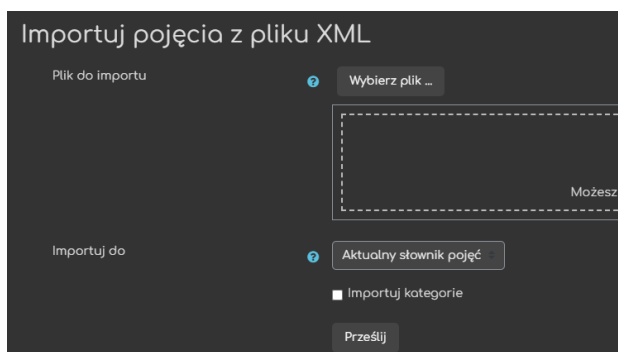 Importuj pojęcia z pliku XML
Plik do importu
Wybierz plik ...
Możesz
Importuj do
Aktualny słownik pojęć
Importuj kategorie
Prześlij